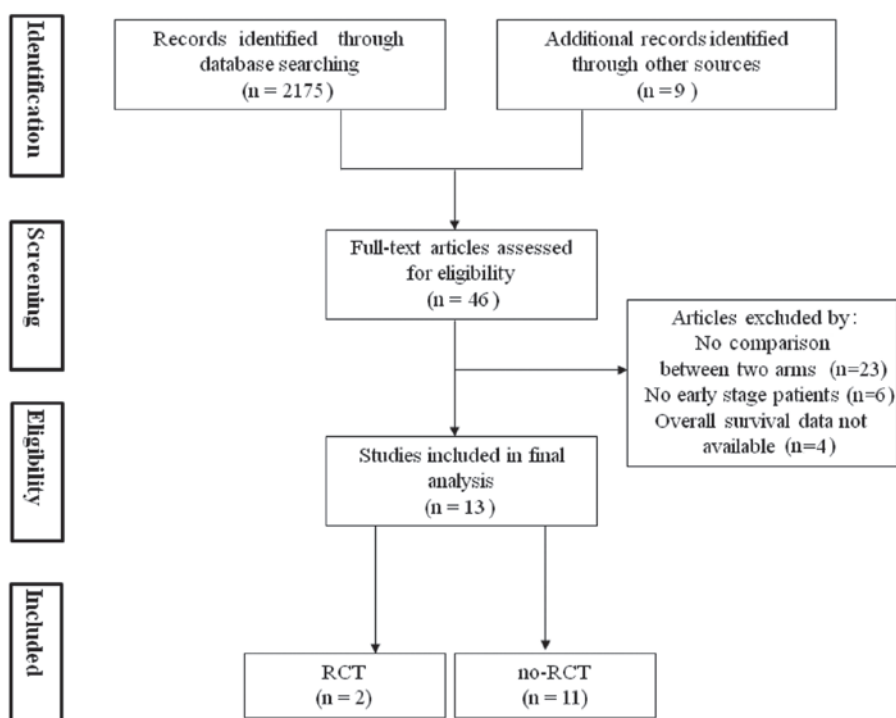 Identification
Records identified through
database searching
(n = 2175)
Additional records identified
through other sources
(n =9 )
Screening
Full-text articles assessed
for eligibility
(n = 46)
Articles excluded by:
No comparison
between two arms (n=23)
No early stage patients (n=6)
Overall survival data not
available (n=4)
Eligibility
Studies included in final
analysis
(n = 13)
Included
RCT
(n = 2)
no-RCT
(n = 11)